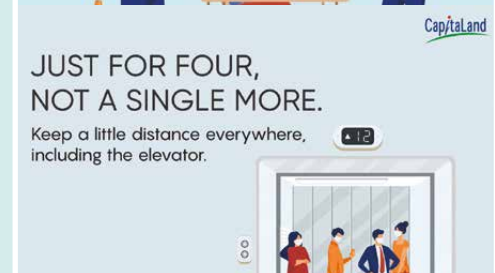 CapitaLand
JUST FOR FOUR,
NOT A SINGLE MORE.
Keep a little distance everywhere,
including the elevator.
12